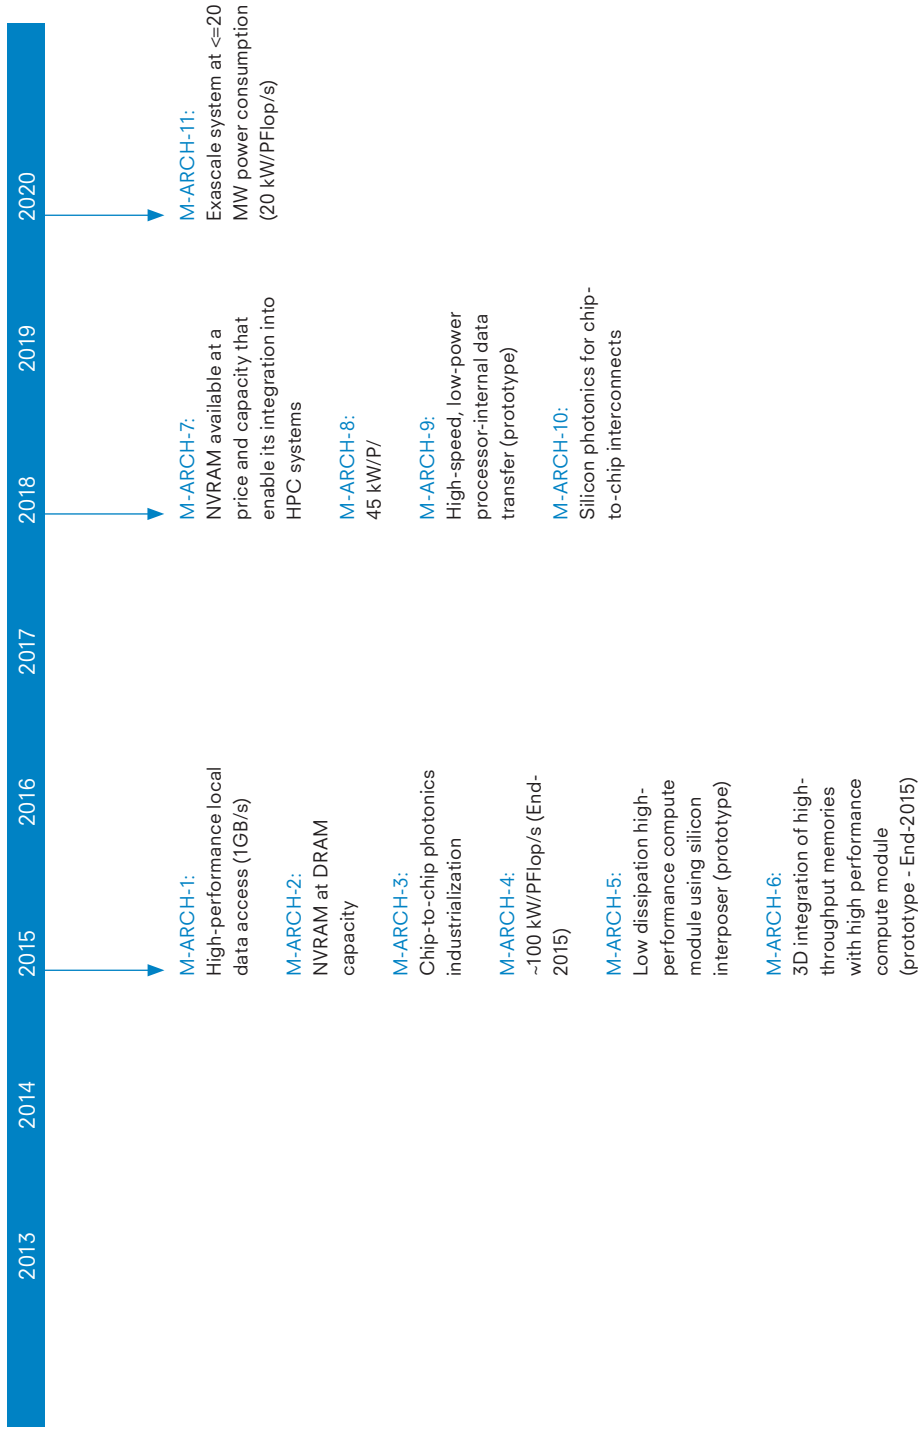 2013
2014
2015
2016
2017
2018
2019
2020
M-ARCH-1:
High-performance local
data access (1GB/s)
M-ARCH-2:
NVRAM at DRAM
capacity
M-ARCH-3:
Chip-to-chip photonics
industrialization
M-ARCH-4:
~100 kW/PFlop/s (End-
2015)
M-ARCH-5:
Low dissipation high-
performance compute
module using silicon
interposer (prototype)
M-ARCH-6:
3D integration of high-
throughput memories
with high performance
compute module
(prototype - End-2015)
M-ARCH-7:
NVRAM available at a
price and capacity that
enable its integration into
HPC systems
M-ARCH-8:
45 kW/P/
M-ARCH-9:
High-speed, low-power
processor-internal data
transfer (prototype)
M-ARCH-10:
Silicon photonics for chip-
to-chip interconnects
M-ARCH-11:
Exascale system at <=20
MW power consumption
(20 kW/PFlop/s)